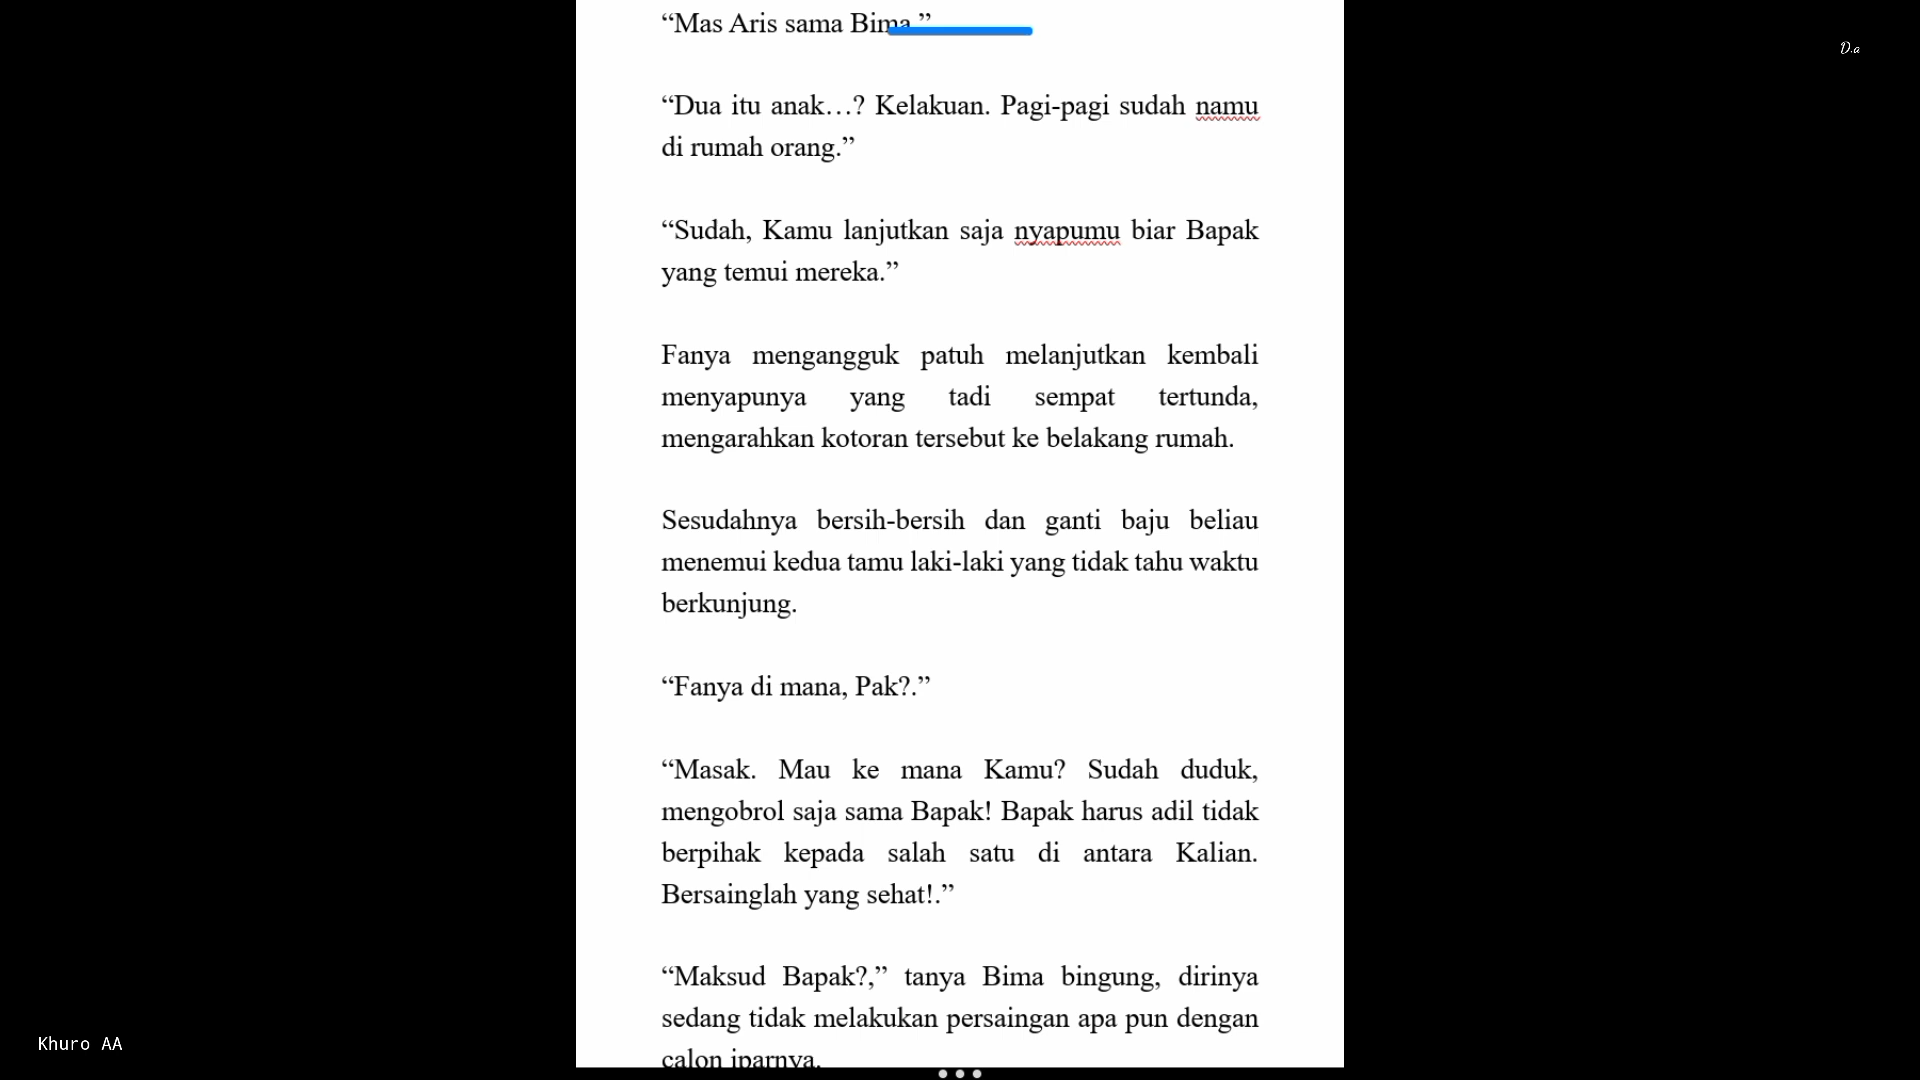 “Mas Aris sama Bima.”
D.a
“Dua itu anak…? Kelakuan. Pagi-pagi sudah namu
di rumah orang.”
“Sudah, Kamu lanjutkan saja nyapumu biar Bapak
yang temui mereka.”
Fanya mengangguk patuh melanjutkan kembali
menyapunya yang tadi sempat tertunda,
mengarahkan kotoran tersebut ke belakang rumah.
Sesudahnya bersih-bersih dan ganti baju beliau
menemui kedua tamu laki-laki yang tidak tahu waktu
berkunjung.
“Fanya di mana, Pak?.”
“Masak. Mau ke mana Kamu? Sudah duduk,
mengobrol saja sama Bapak! Bapak harus adil tidak
berpihak kepada salah satu di antara Kalian.
Bersainglah yang sehat!.”
“Maksud Bapak?,” tanya Bima bingung, dirinya
sedang tidak melakukan persaingan apa pun dengan
calon iparnya.
Khuro AA